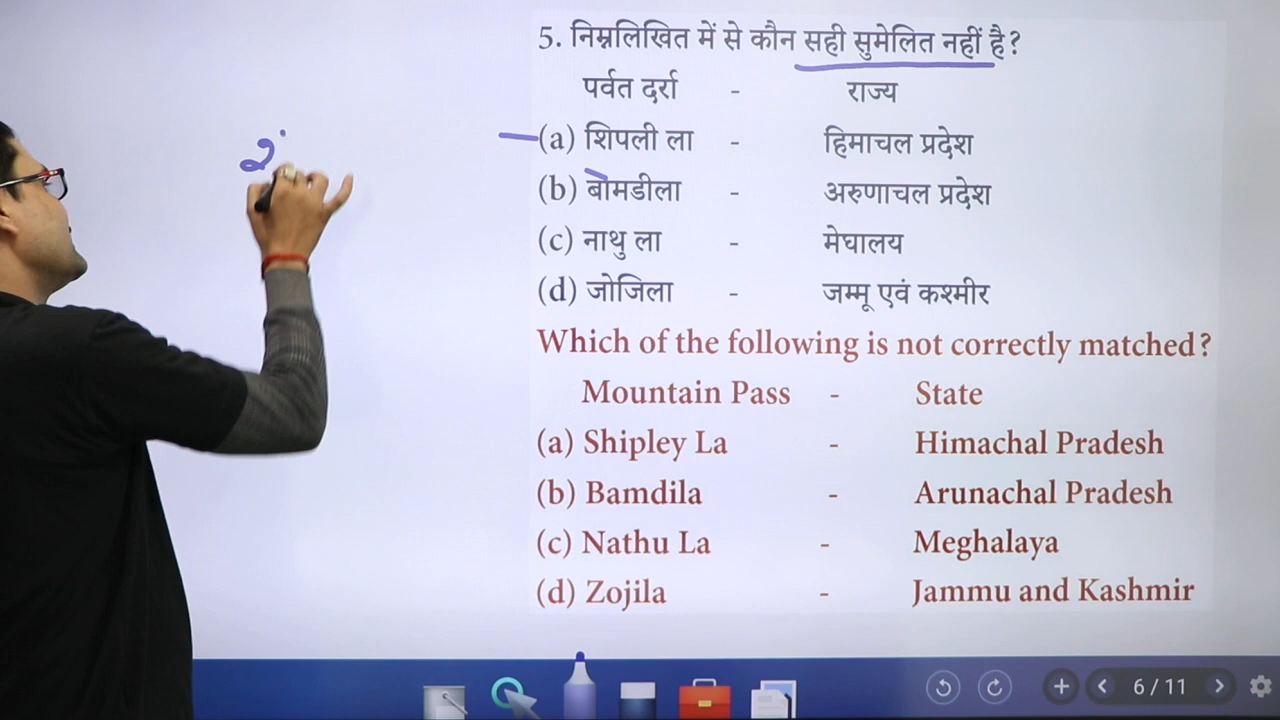 5. निम्नलिखित में से कौन सही सुमेलित नहीं है?
पर्वत दर्रा - राज्य
(a) शिपली ला - हिमाचल प्रदेश
(b) बोमडीला - अरुणाचल प्रदेश
(c) नाथु ला - मेघालय
(d) जोजिला - जम्मू एवं कश्मीर
Which of the following is not correctly matched?
Mountain Pass - State
(a) Shipley La - Himachal Pradesh
(b) Bamdila - Arunachal Pradesh
(c) Nathu La - Meghalaya
(d) Zojila - Jammu and Kashmir
6 / 11